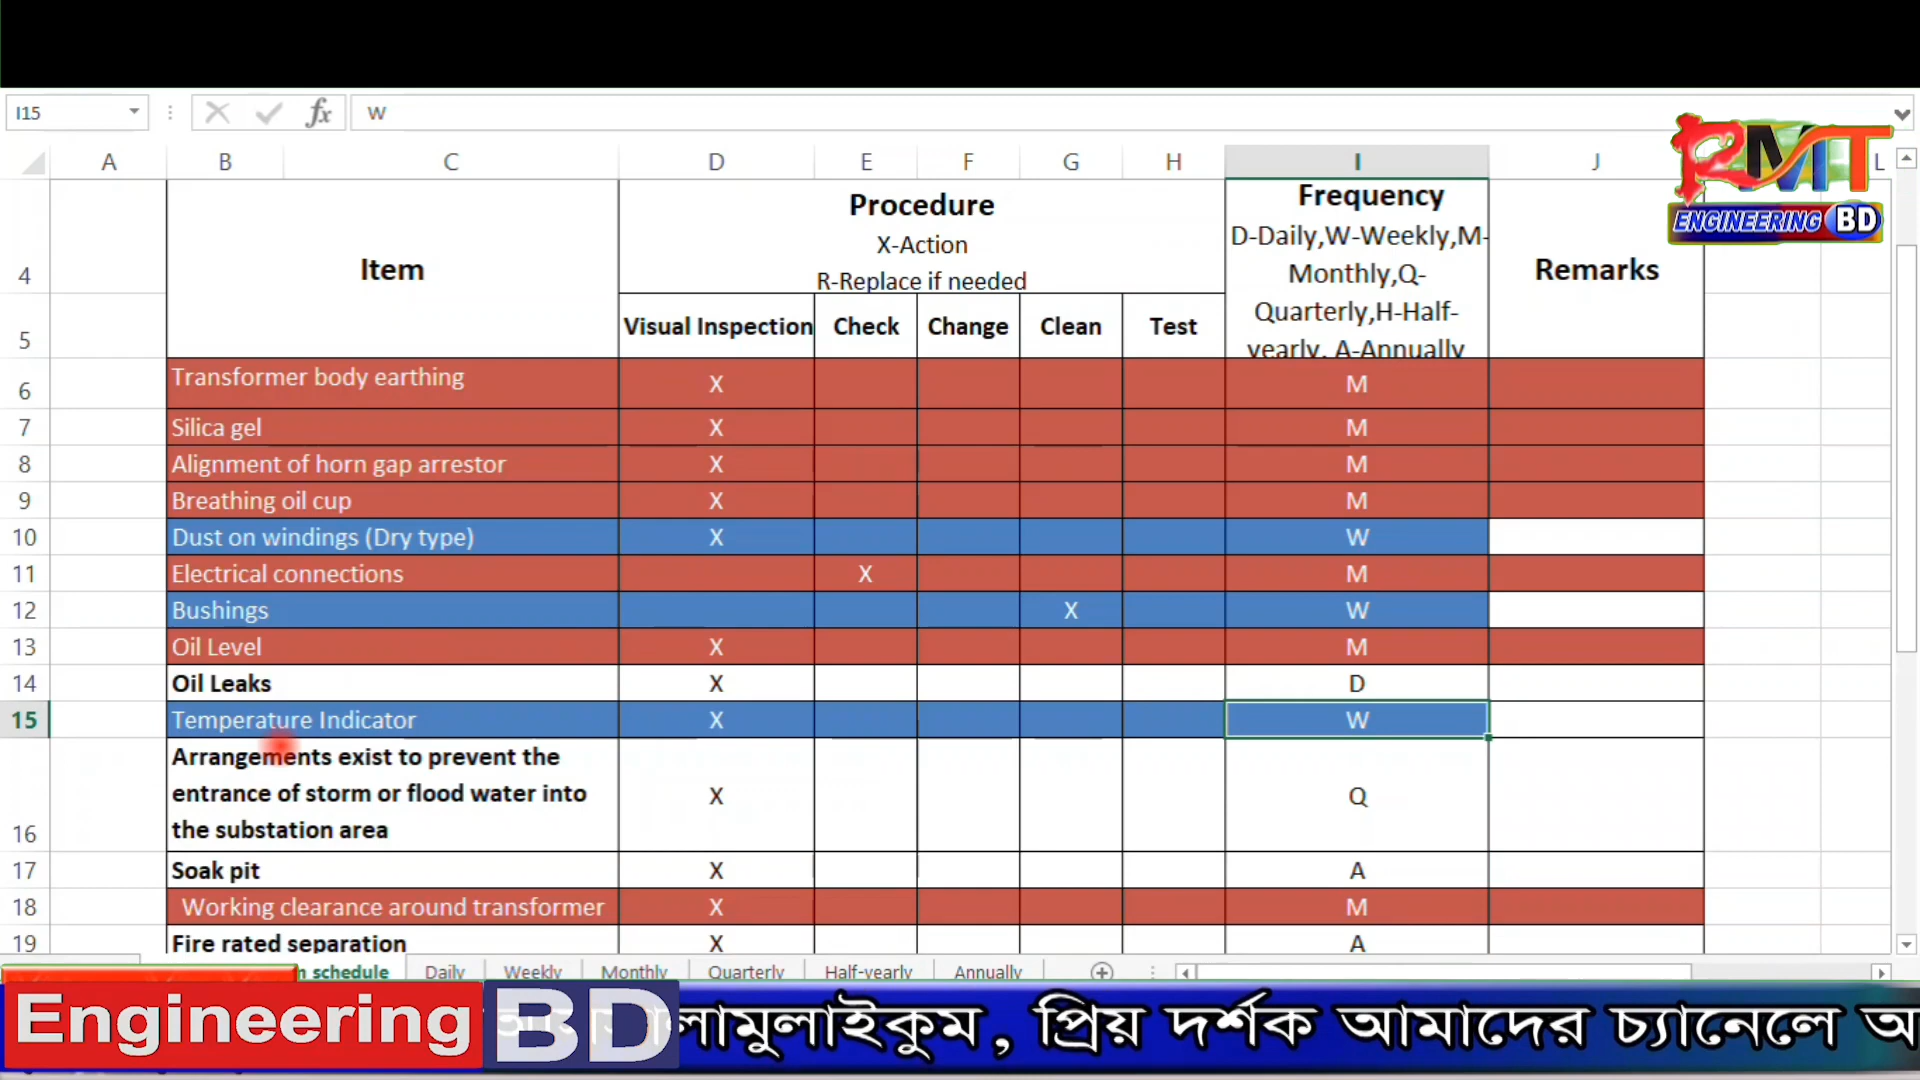 I15 fx W
A B C D E F G H I J L
RMT
ENGINEERING BD
4 Item Procedure Frequency Remarks
X-Action
R-Replace if needed
D-Daily,W-Weekly,M-
Monthly,Q-
Quarterly,H-Half-
yearly, A-Annually
5 Visual Inspection Check Change Clean Test
6 Transformer body earthing X M
7 Silica gel X M
8 Alignment of horn gap arrestor X M
9 Breathing oil cup X M
10 Dust on windings (Dry type) X W
11 Electrical connections X M
12 Bushings X W
13 Oil Level X M
14 Oil Leaks X D
15 Temperature Indicator X W
16 Arrangements exist to prevent the
entrance of storm or flood water into
the substation area X Q
17 Soak pit X A
18 Working clearance around transformer X M
19 Fire rated separation X A
schedule Daily Weekly Monthly Quarterly Half-yearly Annually
Engineering BD লামুলাইকুম, প্রিয় দর্শক আমাদের চ্যানেলে